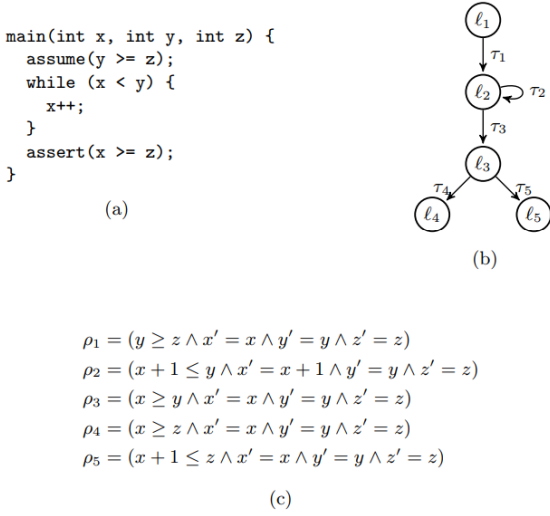 main(int x, int y, int z) {
  assume(y >= z);
  while (x < y) {
    x++;
  }
  assert(x >= z);
}
(a)
ℓ₁
τ₁
ℓ₂
τ₂
τ₃
ℓ₃
τ₄
τ₅
ℓ₄
ℓ₅
(b)
ρ₁ = (y ≥ z ∧ x′ = x ∧ y′ = y ∧ z′ = z)
ρ₂ = (x + 1 ≤ y ∧ x′ = x + 1 ∧ y′ = y ∧ z′ = z)
ρ₃ = (x ≥ y ∧ x′ = x ∧ y′ = y ∧ z′ = z)
ρ₄ = (x ≥ z ∧ x′ = x ∧ y′ = y ∧ z′ = z)
ρ₅ = (x + 1 ≤ z ∧ x′ = x ∧ y′ = y ∧ z′ = z)
(c)